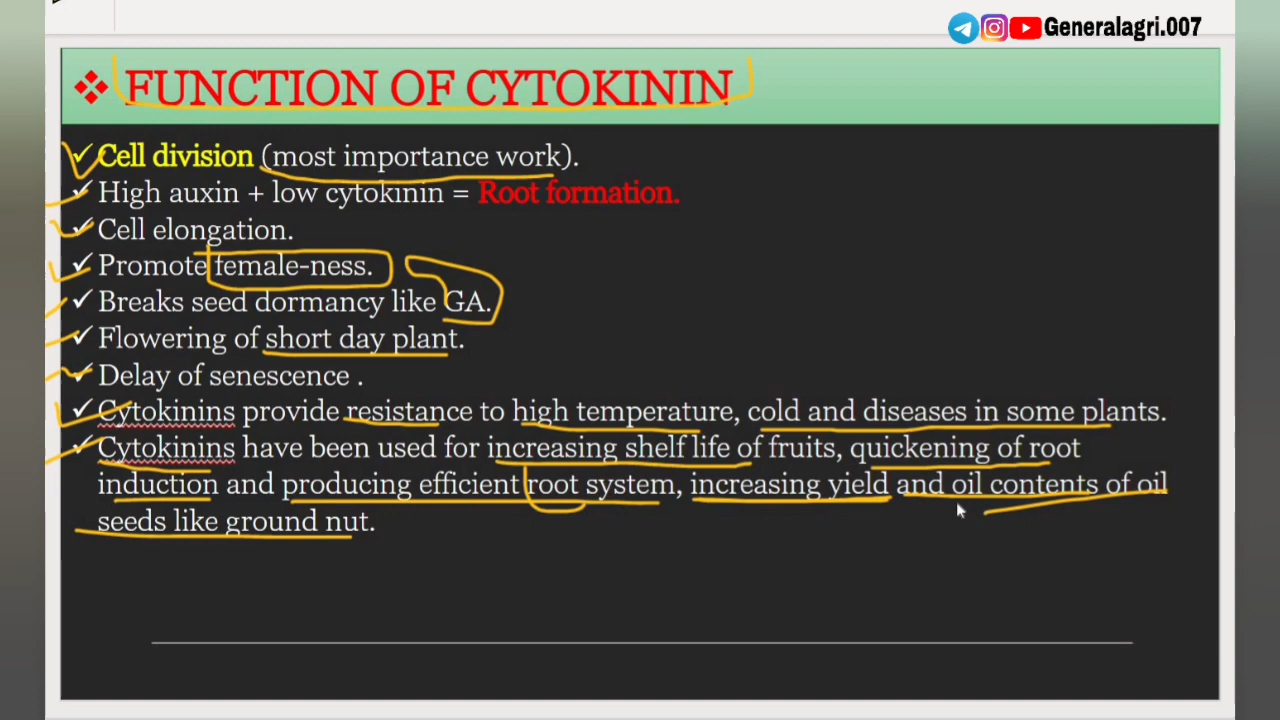 Generalagri.007
FUNCTION OF CYTOKININ
Cell division (most importance work).
High auxin + low cytokinin = Root formation.
Cell elongation.
Promote female-ness.
Breaks seed dormancy like GA.
Flowering of short day plant.
Delay of senescence .
Cytokinins provide resistance to high temperature, cold and diseases in some plants.
Cytokinins have been used for increasing shelf life of fruits, quickening of root
induction and producing efficient root system, increasing yield and oil contents of oil
seeds like ground nut.